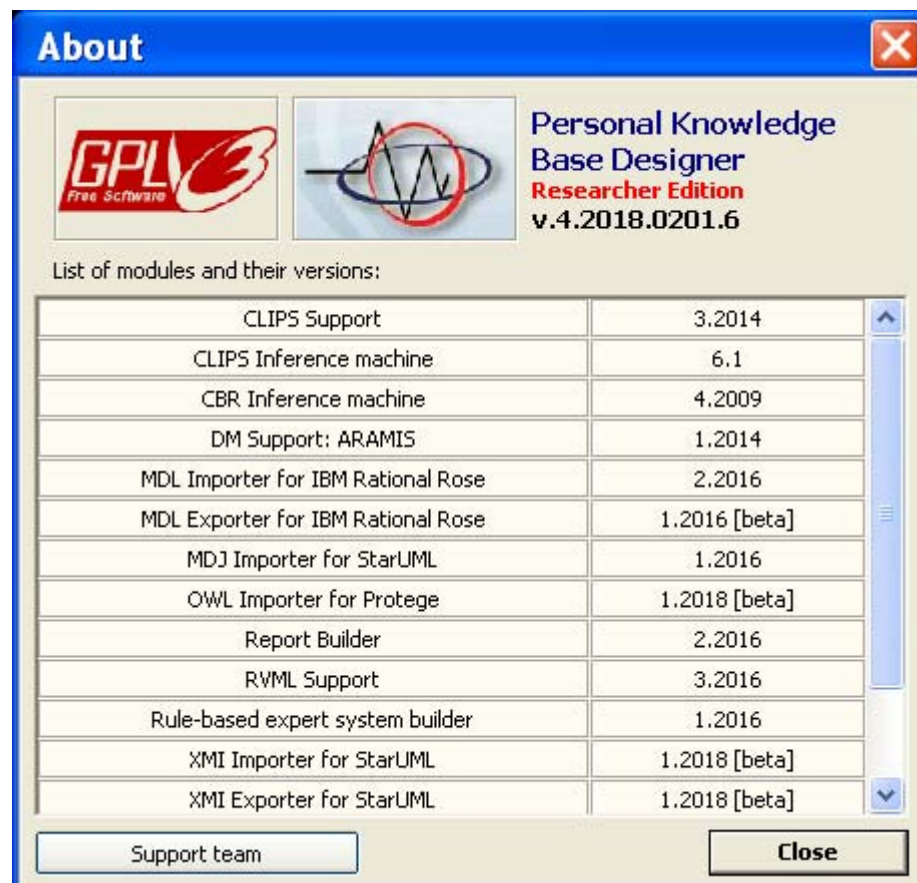 About
GPLv3
Free Software
Personal Knowledge
Base Designer
Researcher Edition
v.4.2018.0201.6
List of modules and their versions:
CLIPS Support 3.2014
CLIPS Inference machine 6.1
CBR Inference machine 4.2009
DM Support: ARAMIS 1.2014
MDL Importer for IBM Rational Rose 2.2016
MDL Exporter for IBM Rational Rose 1.2016 [beta]
MDJ Importer for StarUML 1.2016
OWL Importer for Protege 1.2018 [beta]
Report Builder 2.2016
RVML Support 3.2016
Rule-based expert system builder 1.2016
XMI Importer for StarUML 1.2018 [beta]
XMI Exporter for StarUML 1.2018 [beta]
Support team Close